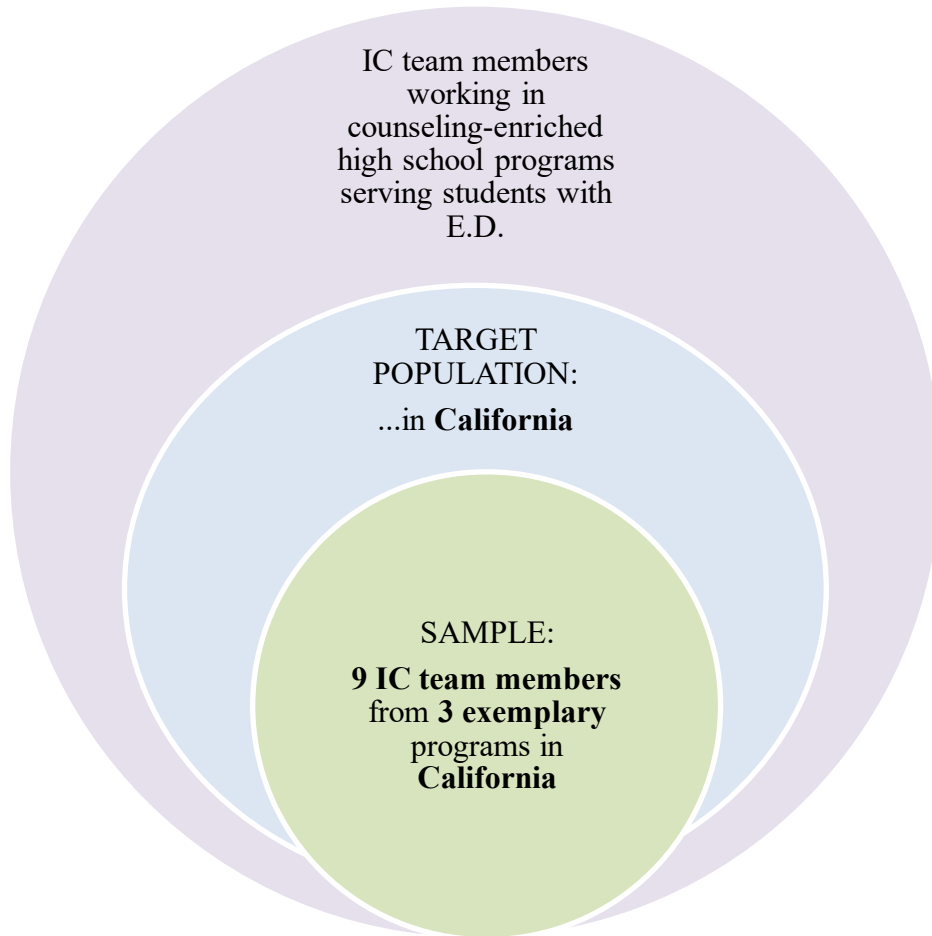 IC team members
working in
counseling-enriched
high school programs
serving students with
E.D.
TARGET
POPULATION:
...in California
SAMPLE:
9 IC team members
from 3 exemplary
programs in
California